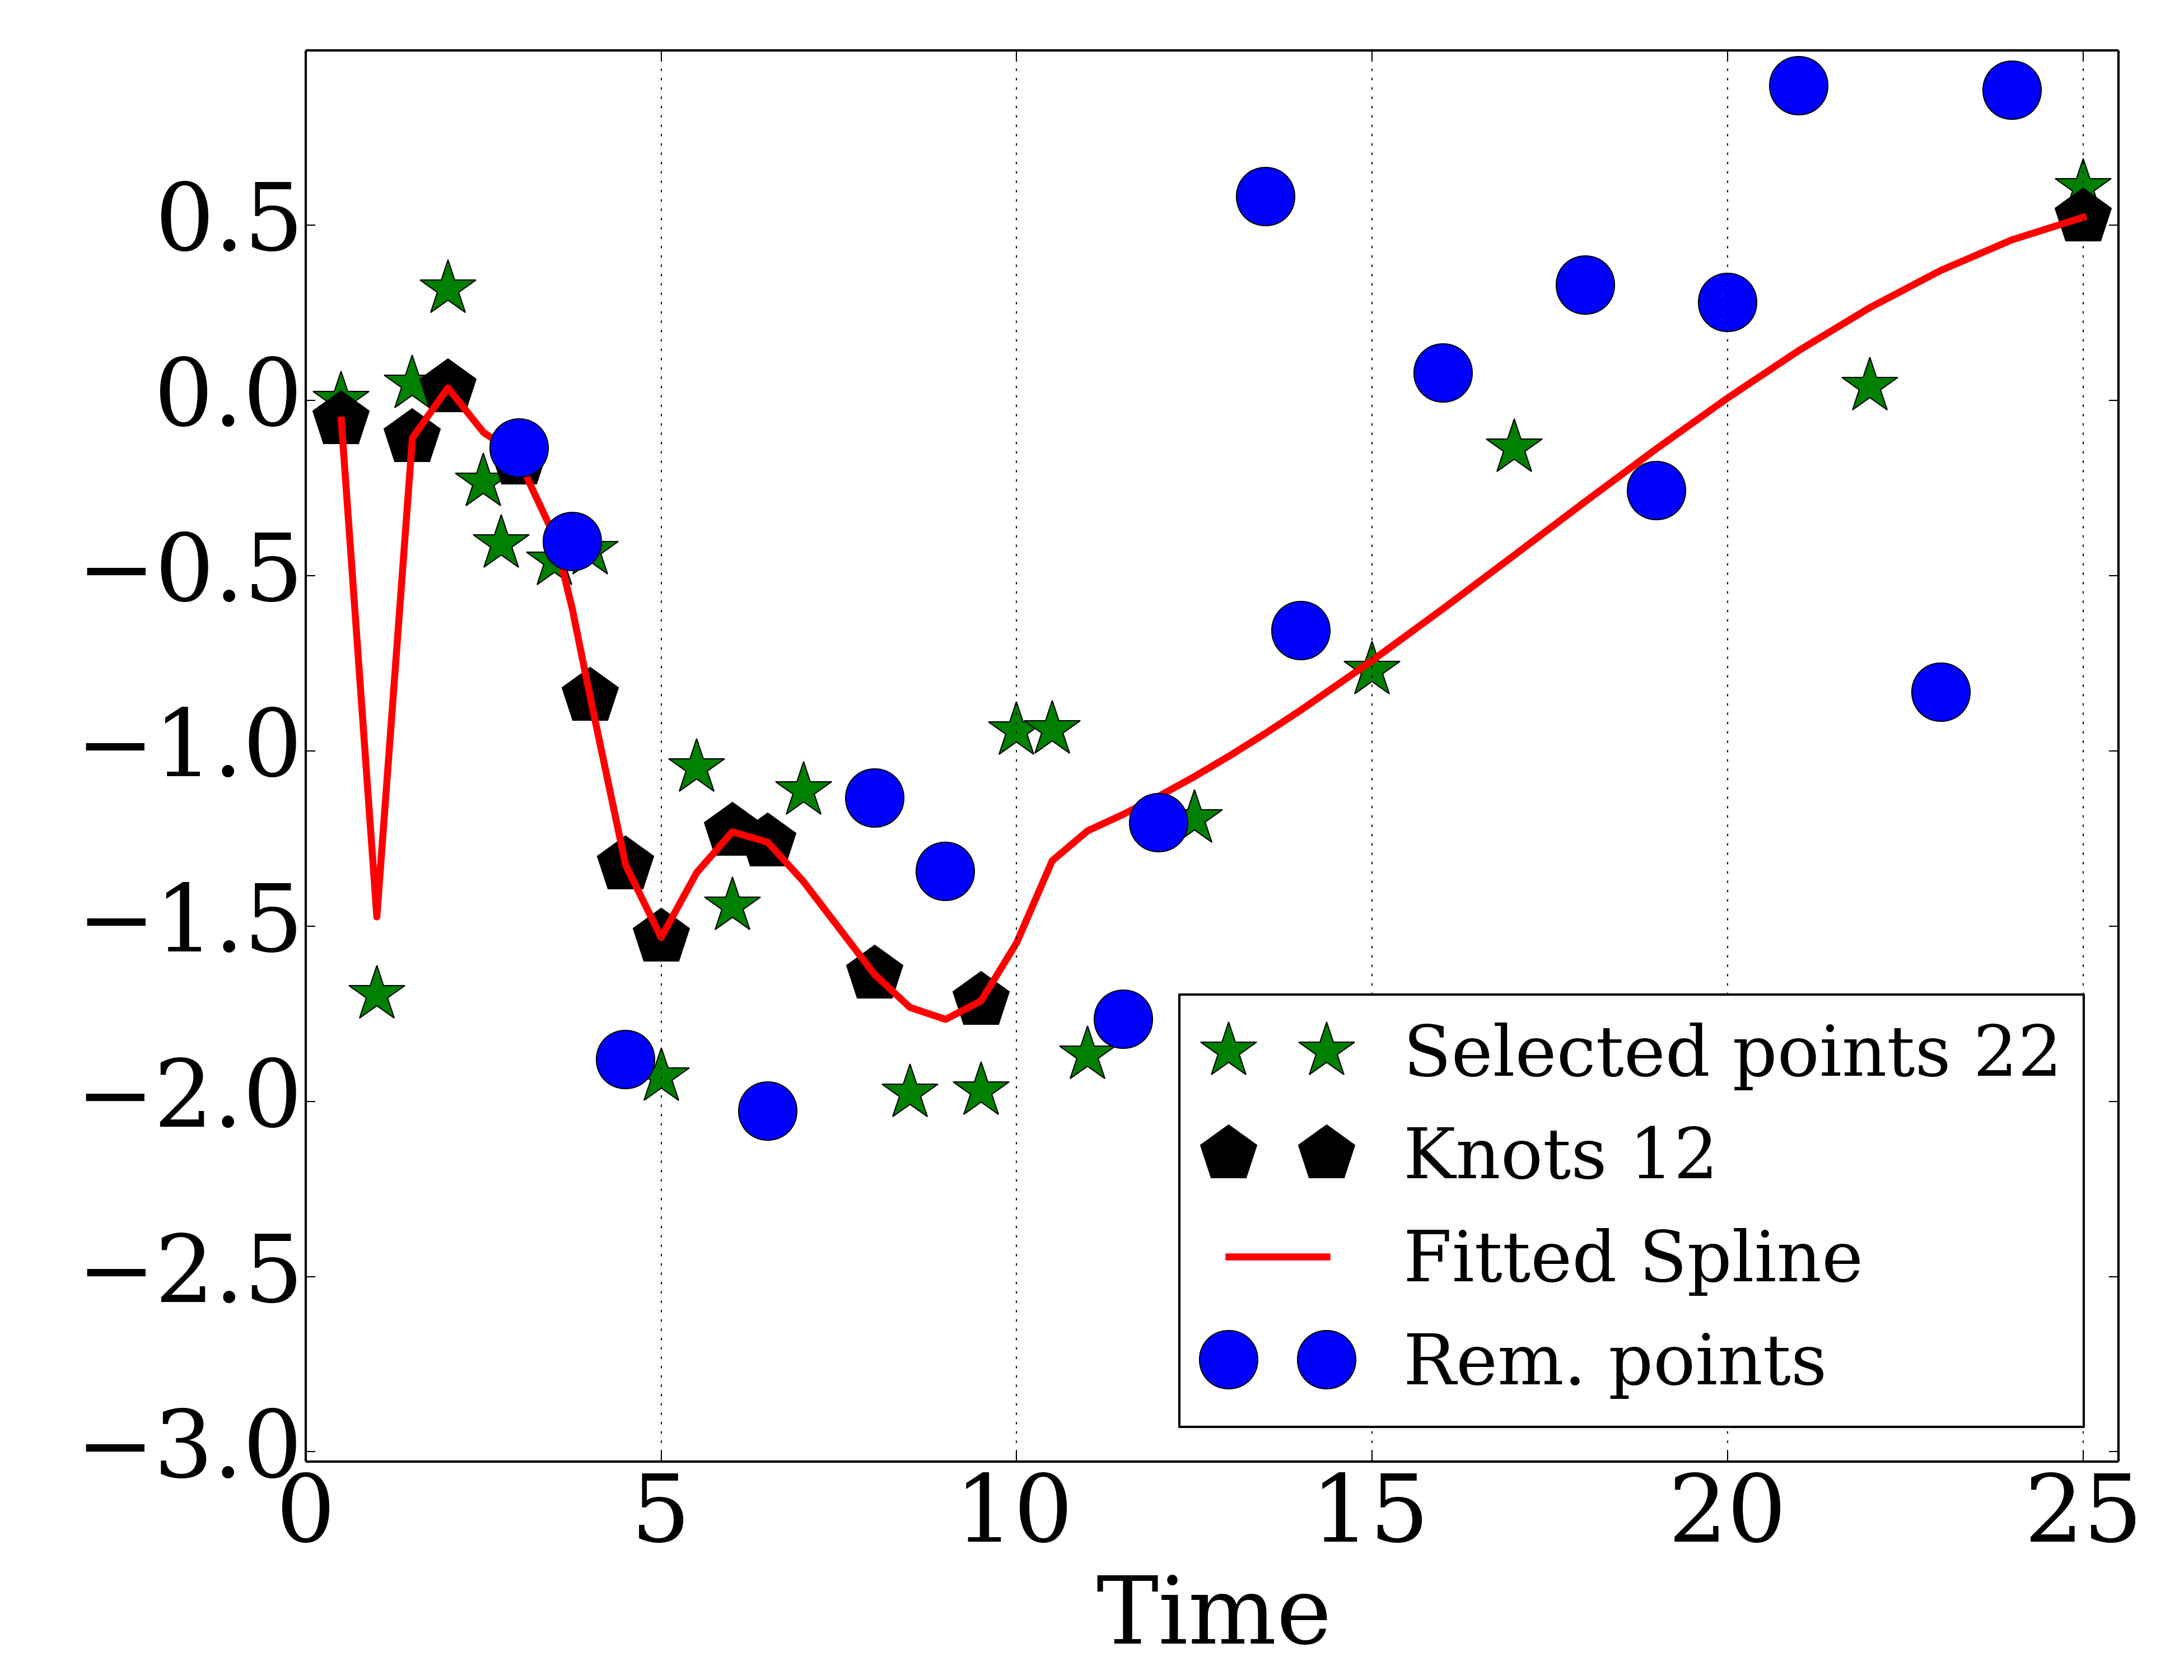 0.5
0.0
−0.5
−1.0
−1.5
−2.0
−2.5
−3.0
0 5 10 15 20 25
Time
Selected points 22
Knots 12
Fitted Spline
Rem. points